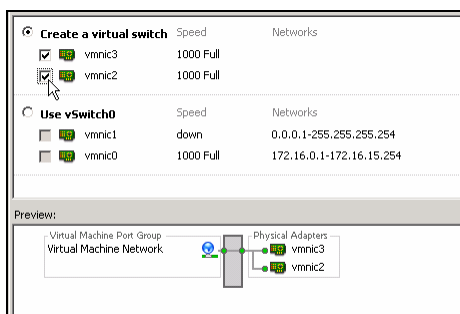 Create a virtual switch Speed Networks
vmnic3 1000 Full
vmnic2 1000 Full
Use vSwitch0 Speed Networks
vmnic1 down 0.0.0.1-255.255.255.254
vmnic0 1000 Full 172.16.0.1-172.16.15.254
Preview:
Virtual Machine Port Group Physical Adapters
Virtual Machine Network vmnic3
vmnic2